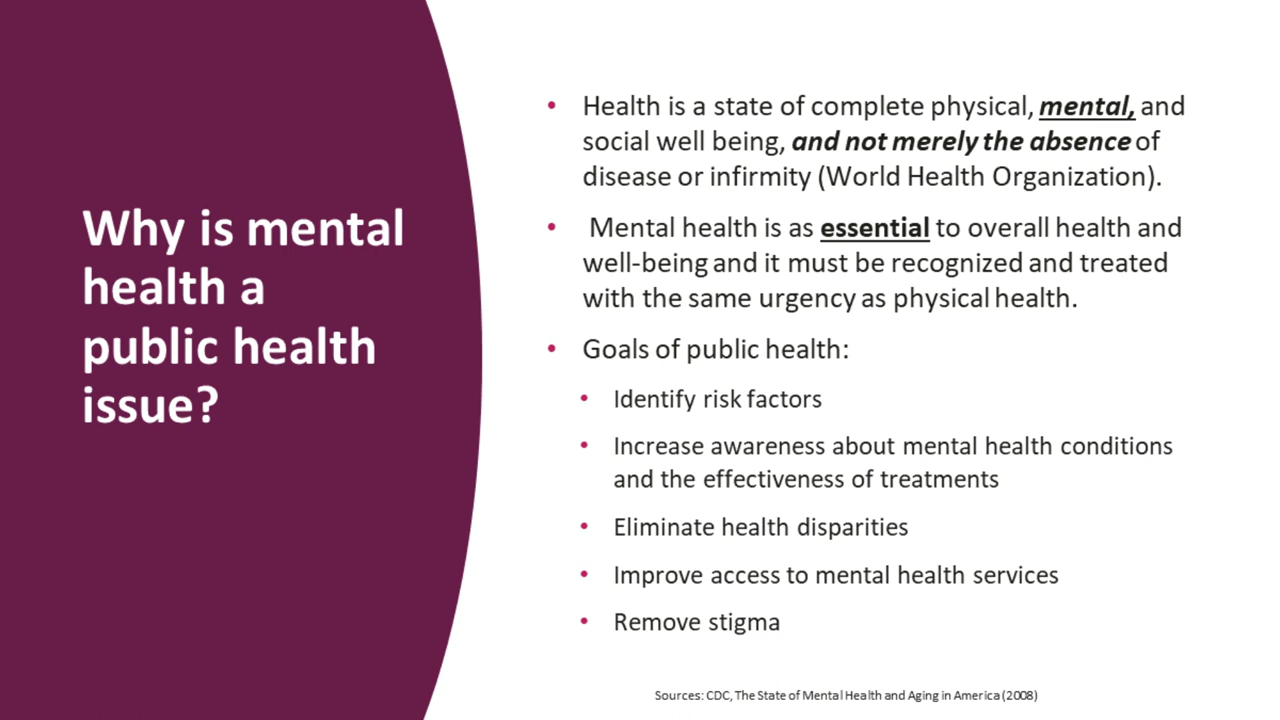 Why is mental
health a
public health
issue?
• Health is a state of complete physical, mental, and
social well being, and not merely the absence of
disease or infirmity (World Health Organization).
• Mental health is as essential to overall health and
well-being and it must be recognized and treated
with the same urgency as physical health.
• Goals of public health:
• Identify risk factors
• Increase awareness about mental health conditions
and the effectiveness of treatments
• Eliminate health disparities
• Improve access to mental health services
• Remove stigma
Sources: CDC, The State of Mental Health and Aging in America (2008)